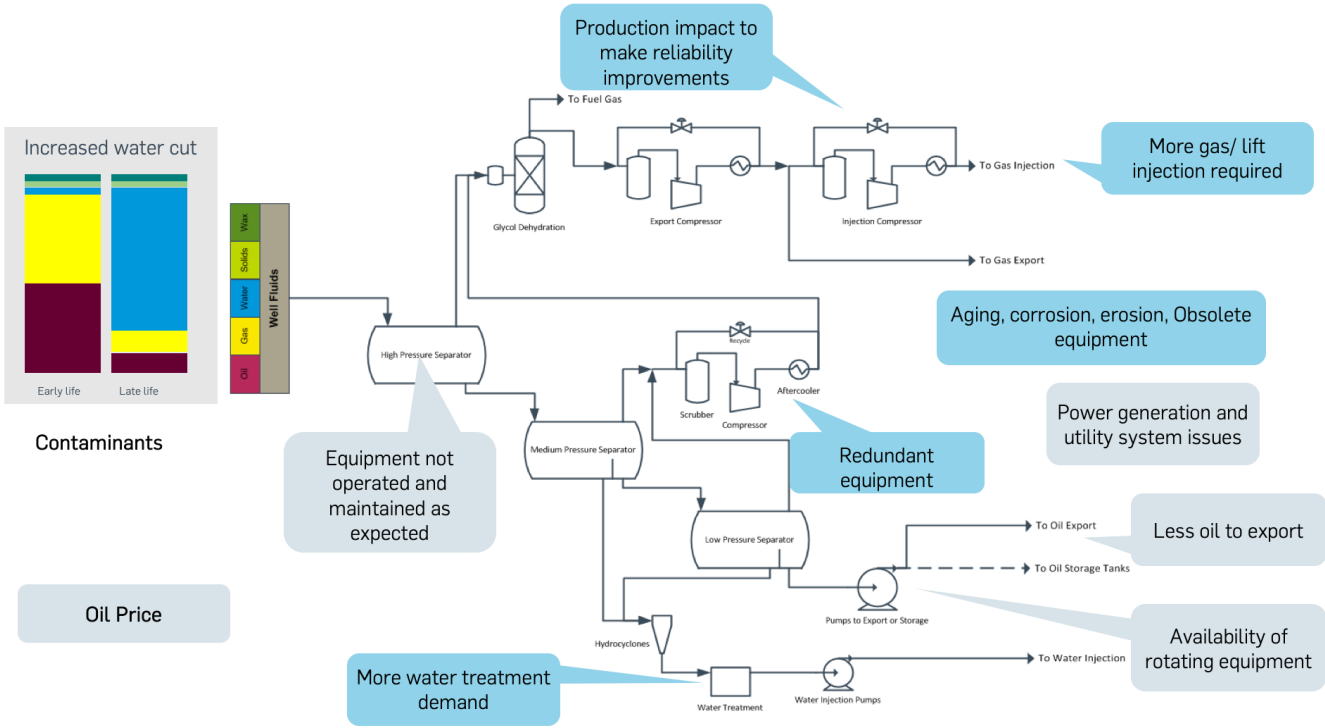 Production impact to
make reliability
improvements
To Fuel Gas
Increased water cut
More gas/ lift
injection required
To Gas Injection
Glycol Dehydration
Export Compressor
Injection Compressor
Wax
Solids
Water
Gas
Oil
Well Fluids
To Gas Export
Aging, corrosion, erosion, Obsolete
equipment
High Pressure Separator
Recycle
Early life
Late life
Aftercooler
Scrubber
Compressor
Power generation and
utility system issues
Contaminants
Equipment not
operated and
maintained as
expected
Medium Pressure Separator
Redundant
equipment
Low Pressure Separator
To Oil Export
Less oil to export
To Oil Storage Tanks
Oil Price
Pumps to Export or Storage
Hydrocyclones
Availability of
rotating equipment
To Water Injection
More water treatment
demand
Water Treatment
Water Injection Pumps